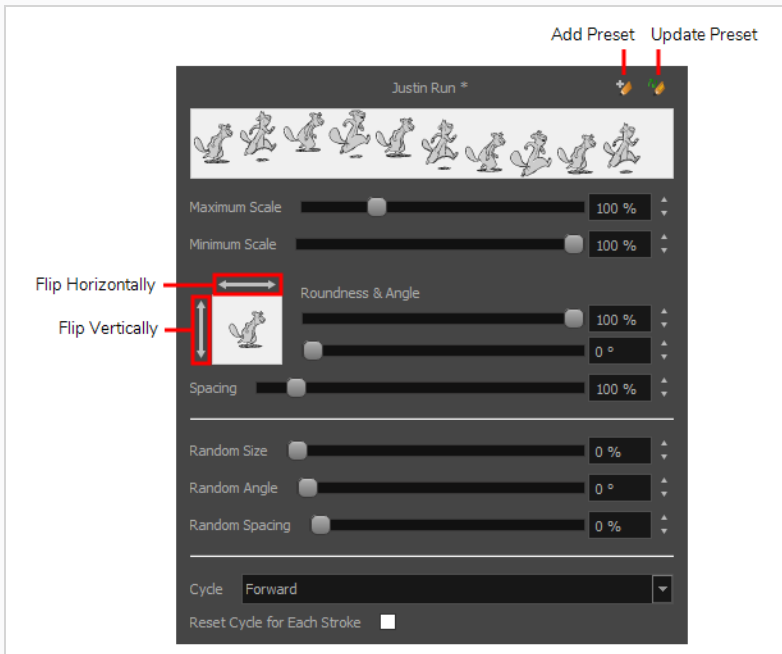 Add Preset Update Preset
Justin Run *
Maximum Scale 100 %
Minimum Scale 100 %
Flip Horizontally
Flip Vertically
Roundness & Angle
100 %
0 °
Spacing 100 %
Random Size 0 %
Random Angle 0 °
Random Spacing 0 %
Cycle Forward
Reset Cycle for Each Stroke